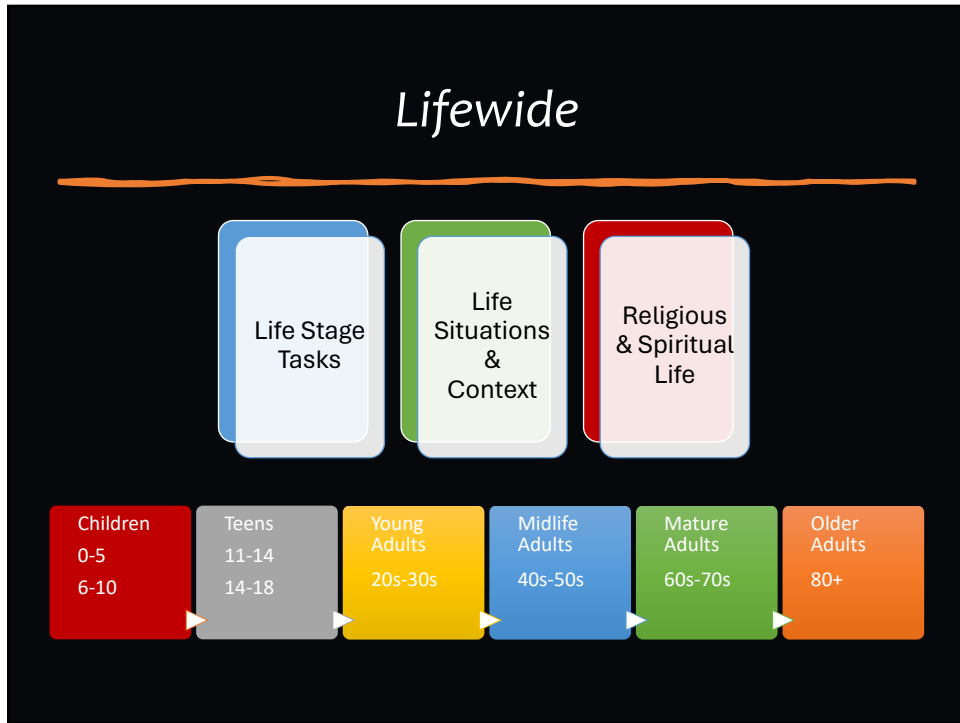 Lifewide
Life Stage
Tasks
Life
Situations
&
Context
Religious
& Spiritual
Life
Children
0-5
6-10
Teens
11-14
14-18
Young
Adults
20s-30s
Midlife
Adults
40s-50s
Mature
Adults
60s-70s
Older
Adults
80+